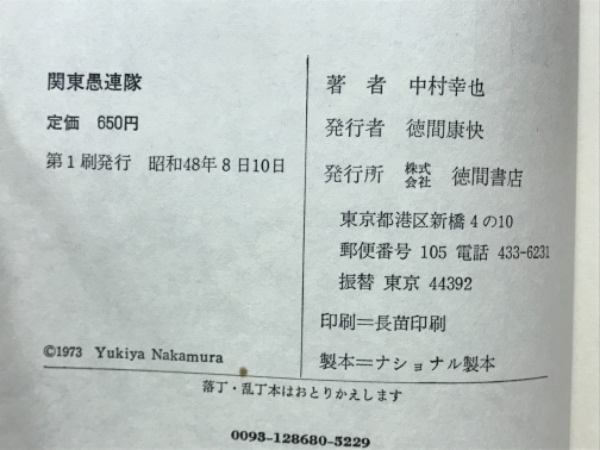 関東愚連隊
定価 650円
第1刷発行 昭和48年8日10日
©1973 Yukiya Nakamura
著者 中村幸也
発行者 徳間康快
発行所 株式会社 徳間書店
東京都港区新橋4の10
郵便番号 105 電話 433-6231
振替 東京 44392
印刷＝長苗印刷
製本＝ナショナル製本
落丁・乱丁本はおとりかえします
0093-128680-5229